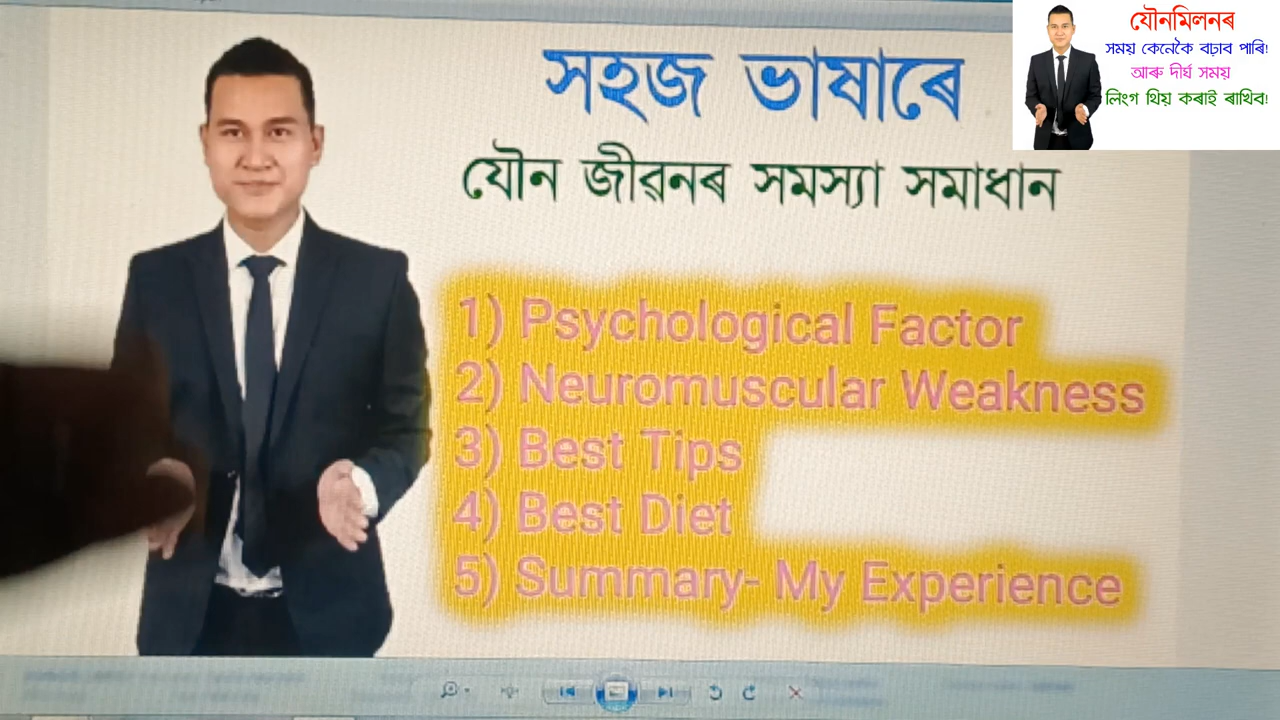 সহজ ভাষাৰে
যৌন জীৱনৰ সমস্যা সমাধান
1) Psychological Factor
2) Neuromuscular Weakness
3) Best Tips
4) Best Diet
5) Summary- My Experience
যৌনমিলনৰ
সময় কেনেকৈ বঢ়াব পাৰি!
আৰু দীৰ্ঘ সময়
লিংগ থিয় কৰাই ৰাখিব!